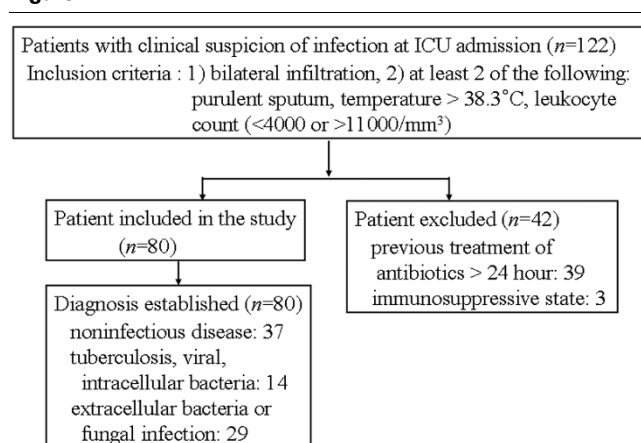 Patients with clinical suspicion of infection at ICU admission (n=122)
Inclusion criteria : 1) bilateral infiltration, 2) at least 2 of the following:
purulent sputum, temperature > 38.3°C, leukocyte
count (<4000 or >11000/mm³)
Patient included in the study
(n=80)
Patient excluded (n=42)
previous treatment of
antibiotics > 24 hour: 39
immunosuppressive state: 3
Diagnosis established (n=80)
noninfectious disease: 37
tuberculosis, viral,
intracellular bacteria: 14
extracellular bacteria or
fungal infection: 29